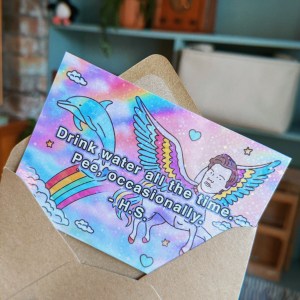 Drink water all the time.
Pee, occasionally.
- H.S.